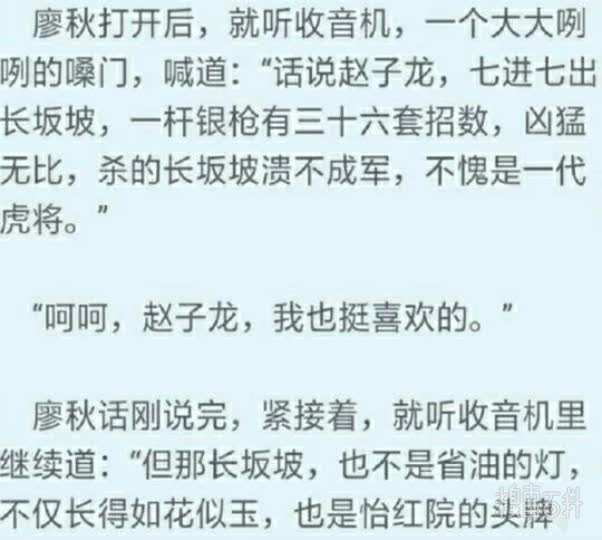 廖秋打开后，就听收音机，一个大大咧
咧的嗓门，喊道：“话说赵子龙，七进七出
长坂坡，一杆银枪有三十六套招数，凶猛
无比，杀的长坂坡溃不成军，不愧是一代
虎将。”
“呵呵，赵子龙，我也挺喜欢的。”
廖秋话刚说完，紧接着，就听收音机里
继续道：“但那长坂坡，也不是省油的灯，
不仅长得如花似玉，也是怡红院的头牌